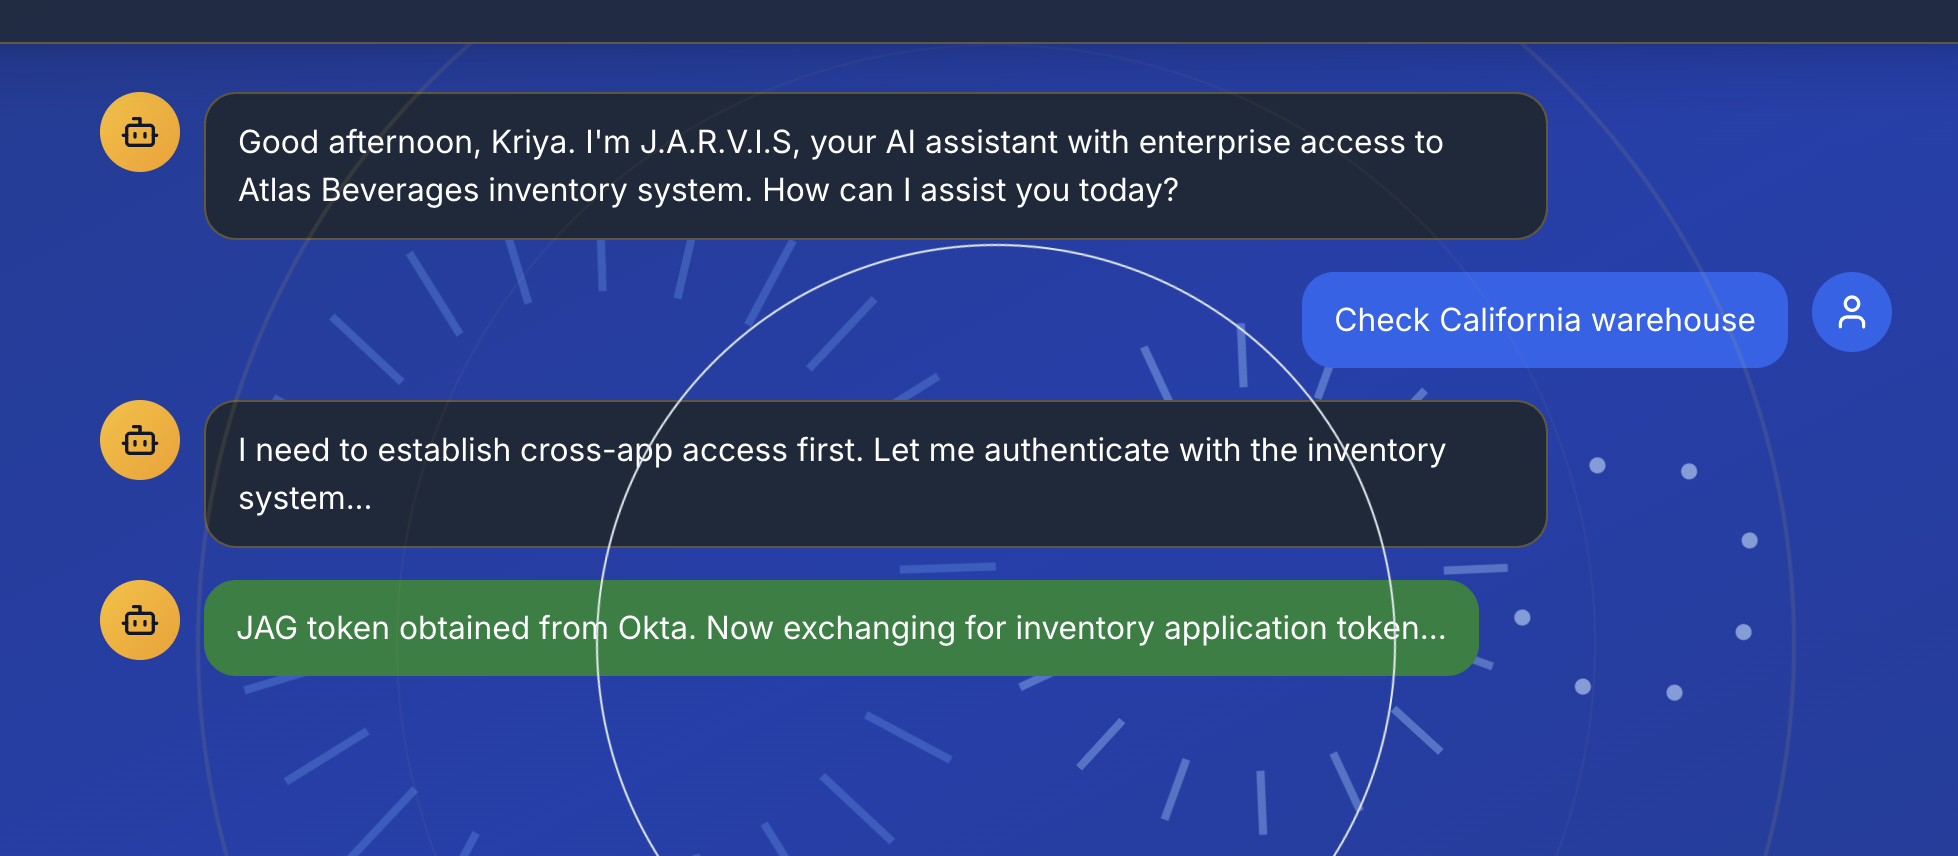 Good afternoon, Kriya. I'm J.A.R.V.I.S, your AI assistant with enterprise access to
Atlas Beverages inventory system. How can I assist you today?
Check California warehouse
I need to establish cross-app access first. Let me authenticate with the inventory
system...
JAG token obtained from Okta. Now exchanging for inventory application token...